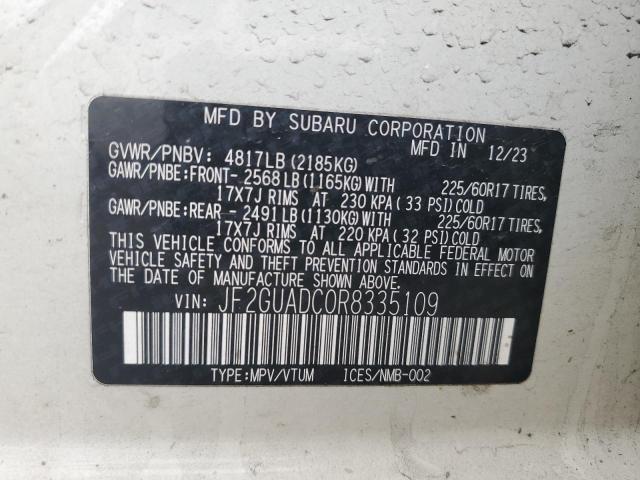 MFD BY SUBARU CORPORATION
GVWR/PNBV: 4817LB (2185KG) MFD IN 12/23
GAWR/PNBE:FRONT- 2568LB (1165KG) WITH 225/60R17 TIRES,
17X7J RIMS AT 230 KPA (33 PSI) COLD
GAWR/PNBE:REAR - 2491LB (1130KG) WITH 225/60R17 TIRES,
17X7J RIMS AT 220 KPA (32 PSI) COLD
THIS VEHICLE CONFORMS TO ALL APPLICABLE FEDERAL MOTOR
VEHICLE SAFETY AND THEFT PREVENTION STANDARDS IN EFFECT ON
THE DATE OF MANUFACTURE SHOWN ABOVE.
VIN: JF2GUADC0R8335109
TYPE:MPV/VTUM ICES/NMB-002